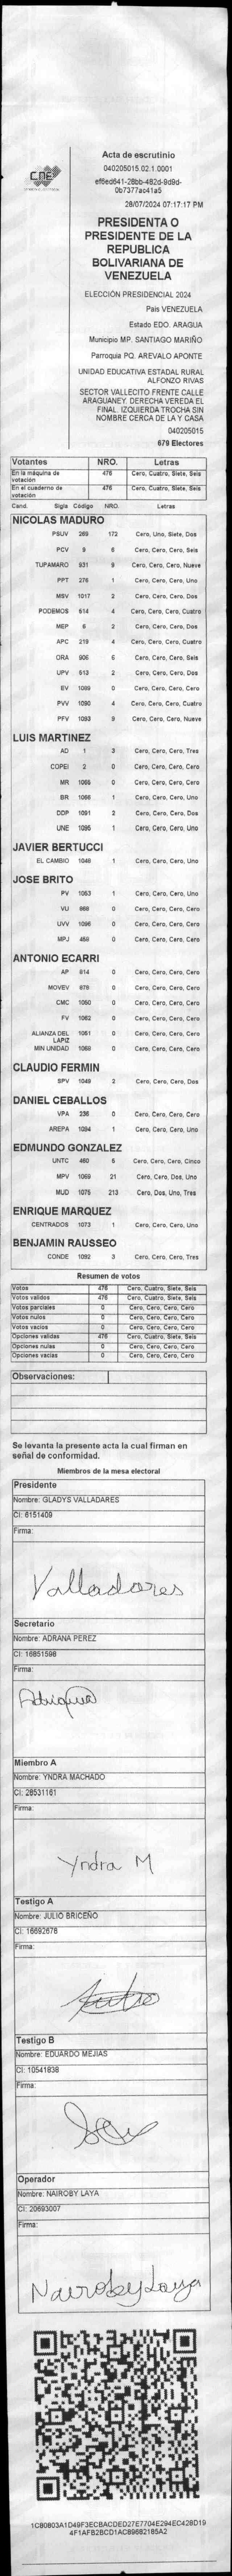 CNE
Acta de escrutinio
040205015.02.1.0001
ef6ed641-28bb-482d-9d9d-
0b7377ac41a5
28/07/2024 07:17:17 PM
PRESIDENTA O
PRESIDENTE DE LA
REPUBLICA
BOLIVARIANA DE
VENEZUELA
ELECCIÓN PRESIDENCIAL 2024
Pais VENEZUELA
Estado EDO. ARAGUA
Municipio MP. SANTIAGO MARIÑO
Parroquia PQ. AREVALO APONTE
UNIDAD EDUCATIVA ESTADAL RURAL
ALFONZO RIVAS
SECTOR VALLECITO FRENTE CALLE
ARAGUANEY. DERECHA VEREDA EL
FINAL. IZQUIERDA TROCHA SIN
NOMBRE CERCA DE LA Y CASA
040205015
679 Electores
Votantes NRO. Letras
En la máquina de votación 476 Cero, Cuatro, Siete, Seis
En el cuaderno de votación 476 Cero, Cuatro, Siete, Seis
Cand. Sigla Código NRO. Letras
NICOLAS MADURO
PSUV 269 172 Cero, Uno, Siete, Dos
PCV 9 6 Cero, Cero, Cero, Seis
TUPAMARO 931 9 Cero, Cero, Cero, Nueve
PPT 276 1 Cero, Cero, Cero, Uno
MSV 1017 2 Cero, Cero, Cero, Dos
PODEMOS 614 4 Cero, Cero, Cero, Cuatro
MEP 6 2 Cero, Cero, Cero, Dos
APC 219 4 Cero, Cero, Cero, Cuatro
ORA 906 6 Cero, Cero, Cero, Seis
UPV 513 2 Cero, Cero, Cero, Dos
EV 1089 0 Cero, Cero, Cero, Cero
PVV 1090 4 Cero, Cero, Cero, Cuatro
PFV 1093 9 Cero, Cero, Cero, Nueve
LUIS MARTINEZ
AD 1 3 Cero, Cero, Cero, Tres
COPEI 2 0 Cero, Cero, Cero, Cero
MR 1065 0 Cero, Cero, Cero, Cero
BR 1066 1 Cero, Cero, Cero, Uno
DDP 1091 2 Cero, Cero, Cero, Dos
UNE 1095 1 Cero, Cero, Cero, Uno
JAVIER BERTUCCI
EL CAMBIO 1048 1 Cero, Cero, Cero, Uno
JOSE BRITO
PV 1053 1 Cero, Cero, Cero, Uno
VU 868 0 Cero, Cero, Cero, Cero
UVV 1096 0 Cero, Cero, Cero, Cero
MPJ 458 0 Cero, Cero, Cero, Cero
ANTONIO ECARRI
AP 814 0 Cero, Cero, Cero, Cero
MOVEV 879 0 Cero, Cero, Cero, Cero
CMC 1050 0 Cero, Cero, Cero, Cero
FV 1062 0 Cero, Cero, Cero, Cero
ALIANZA DEL LAPIZ 1051 0 Cero, Cero, Cero, Cero
MIN UNIDAD 1069 0 Cero, Cero, Cero, Cero
CLAUDIO FERMIN
SPV 1049 2 Cero, Cero, Cero, Dos
DANIEL CEBALLOS
VPA 236 0 Cero, Cero, Cero, Cero
AREPA 1094 1 Cero, Cero, Cero, Uno
EDMUNDO GONZALEZ
UNTC 460 5 Cero, Cero, Cero, Cinco
MPV 1069 21 Cero, Cero, Dos, Uno
MUD 1075 213 Cero, Dos, Uno, Tres
ENRIQUE MARQUEZ
CENTRADOS 1073 1 Cero, Cero, Cero, Uno
BENJAMIN RAUSSEO
CONDE 1092 3 Cero, Cero, Cero, Tres
Resumen de votos
Votos 476 Cero, Cuatro, Siete, Seis
Votos validos 476 Cero, Cuatro, Siete, Seis
Votos parciales 0 Cero, Cero, Cero, Cero
Votos nulos 0 Cero, Cero, Cero, Cero
Votos vacios 0 Cero, Cero, Cero, Cero
Opciones validas 476 Cero, Cuatro, Siete, Seis
Opciones nulas 0 Cero, Cero, Cero, Cero
Opciones vacias 0 Cero, Cero, Cero, Cero
Observaciones:
Se levanta la presente acta la cual firman en
señal de conformidad.
Miembros de la mesa electoral
Presidente
Nombre: GLADYS VALLADARES
CI: 6151409
Firma:
Valladares
Secretario
Nombre: ADRANA PEREZ
CI: 16851598
Firma:
Adriana
Miembro A
Nombre: YNDRA MACHADO
CI: 28531161
Firma:
Yndra M
Testigo A
Nombre: JULIO BRICEÑO
CI: 16692678
Firma:
Testigo B
Nombre: EDUARDO MEJIAS
CI: 10541838
Firma:
Operador
Nombre: NAIROBY LAYA
CI: 20693007
Firma:
Nairoby Laya
1C80803A1D49F3ECBACDED27E7704E294EC428D19
4F1AFB2BCD1AC89682185A2